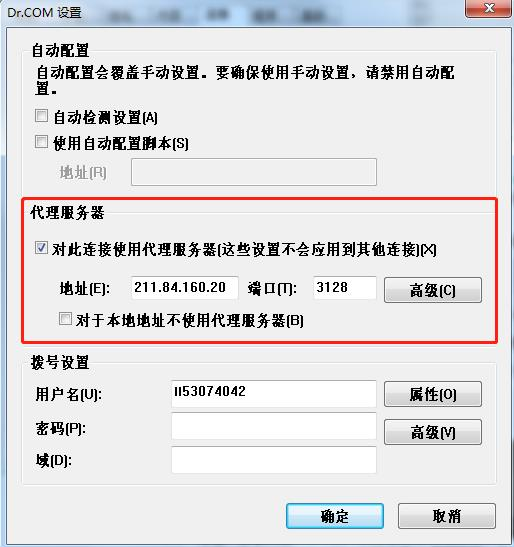 Dr.COM 设置
自动配置
自动配置会覆盖手动设置。要确保使用手动设置，请禁用自动配
置。
自动检测设置(A)
使用自动配置脚本(S)
地址(R)
代理服务器
对此连接使用代理服务器(这些设置不会应用到其他连接)(X)
地址(E): 211.84.160.20 端口(T): 3128 高级(C)
对于本地地址不使用代理服务器(B)
拨号设置
用户名(U): ll53074042 属性(O)
密码(P): 高级(V)
域(D):
确定 取消